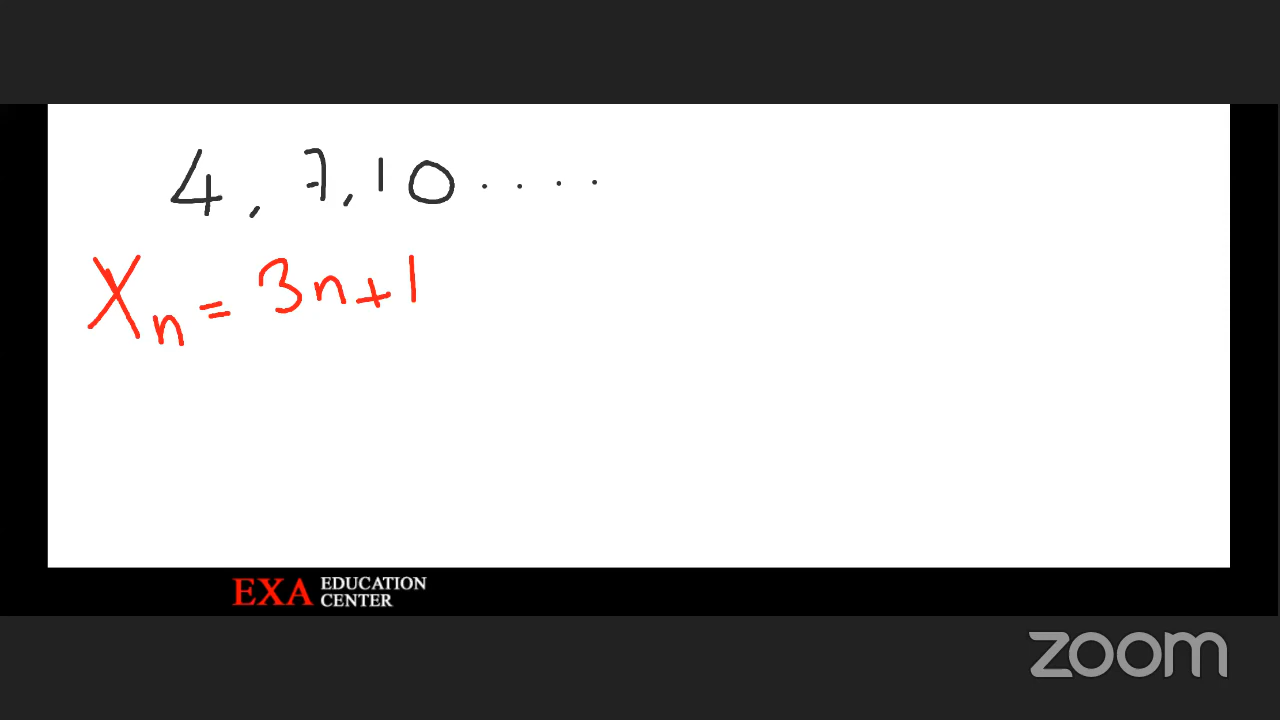 4, 7, 10 ....
Xn = 3n+1
EXA EDUCATION
CENTER
zoom